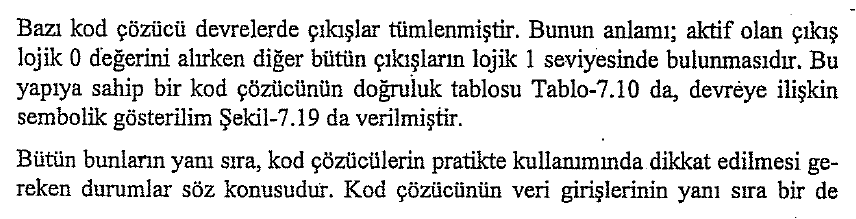 Bazı kod çözücü devrelerde çıkışlar tümlenmiştir. Bunun anlamı; aktif olan çıkış
lojik 0 değerini alırken diğer bütün çıkışların lojik 1 seviyesinde bulunmasıdır. Bu
yapıya sahip bir kod çözücünün doğruluk tablosu Tablo-7.10 da, devreye ilişkin
sembolik gösterilim Şekil-7.19 da verilmiştir.
Bütün bunların yanı sıra, kod çözücülerin pratikte kullanımında dikkat edilmesi ge-
reken durumlar söz konusudur. Kod çözücünün veri girişlerinin yanı sıra bir de